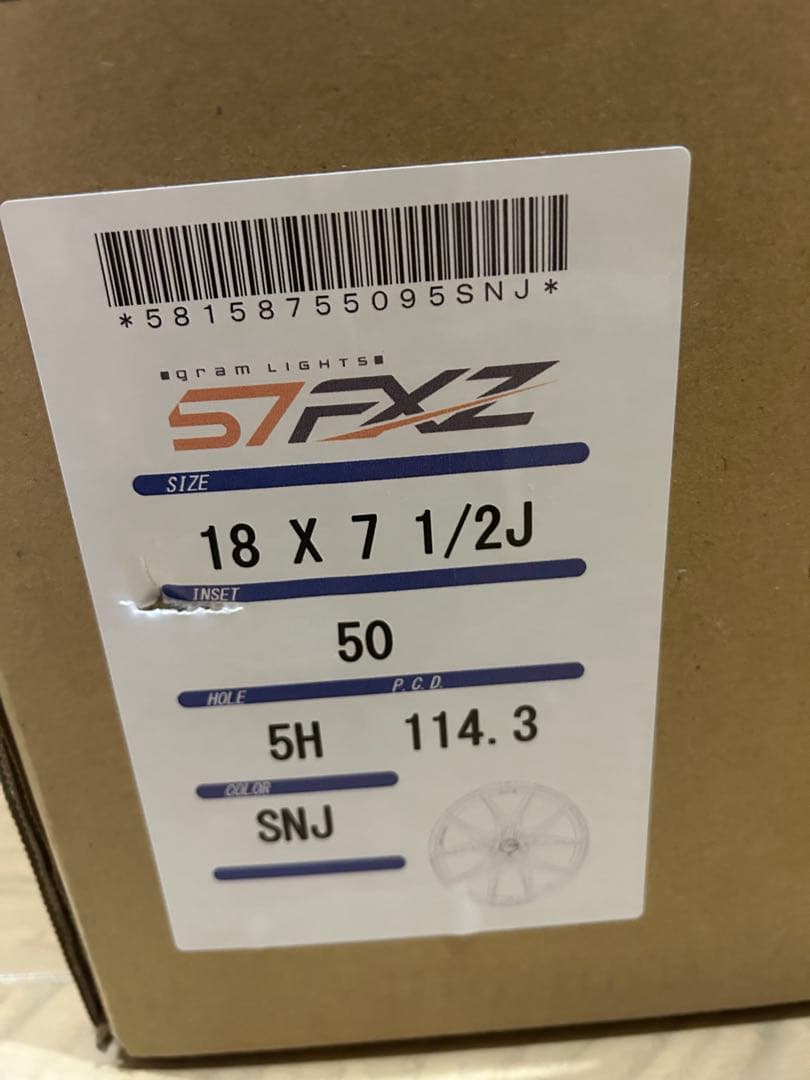 *58158755095SNJ*
gram LIGHTS
57FXZ
SIZE
18 X 7 1/2J
INSET
50
HOLE P.C.D.
5H 114.3
COLOR
SNJ